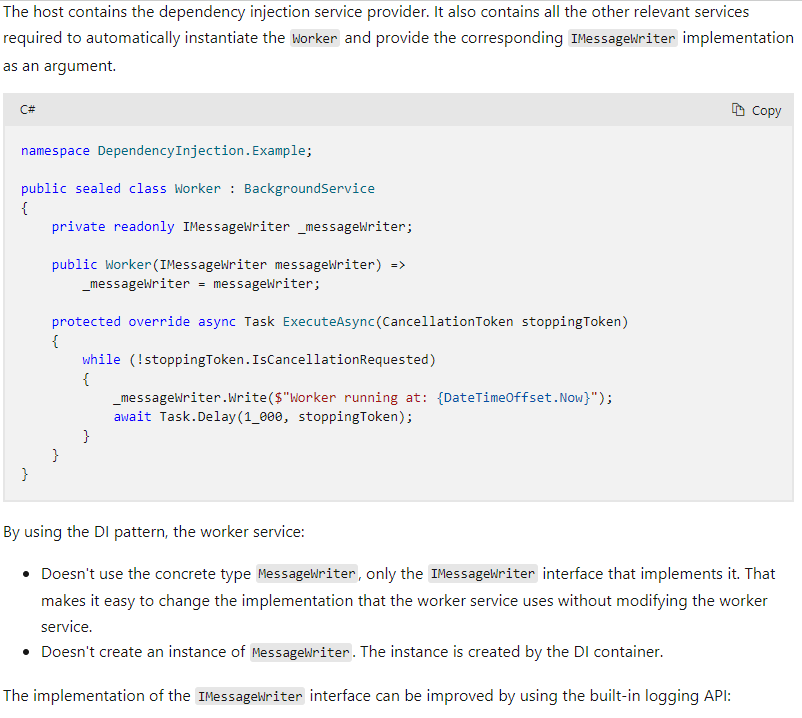 The host contains the dependency injection service provider. It also contains all the other relevant services
required to automatically instantiate the Worker and provide the corresponding IMessageWriter implementation
as an argument.
C#
Copy
namespace DependencyInjection.Example;
public sealed class Worker : BackgroundService
{
    private readonly IMessageWriter _messageWriter;
    public Worker(IMessageWriter messageWriter) =>
        _messageWriter = messageWriter;
    protected override async Task ExecuteAsync(CancellationToken stoppingToken)
    {
        while (!stoppingToken.IsCancellationRequested)
        {
            _messageWriter.Write($"Worker running at: {DateTimeOffset.Now}");
            await Task.Delay(1_000, stoppingToken);
        }
    }
}
By using the DI pattern, the worker service:
• Doesn't use the concrete type MessageWriter, only the IMessageWriter interface that implements it. That
makes it easy to change the implementation that the worker service uses without modifying the worker
service.
• Doesn't create an instance of MessageWriter. The instance is created by the DI container.
The implementation of the IMessageWriter interface can be improved by using the built-in logging API: